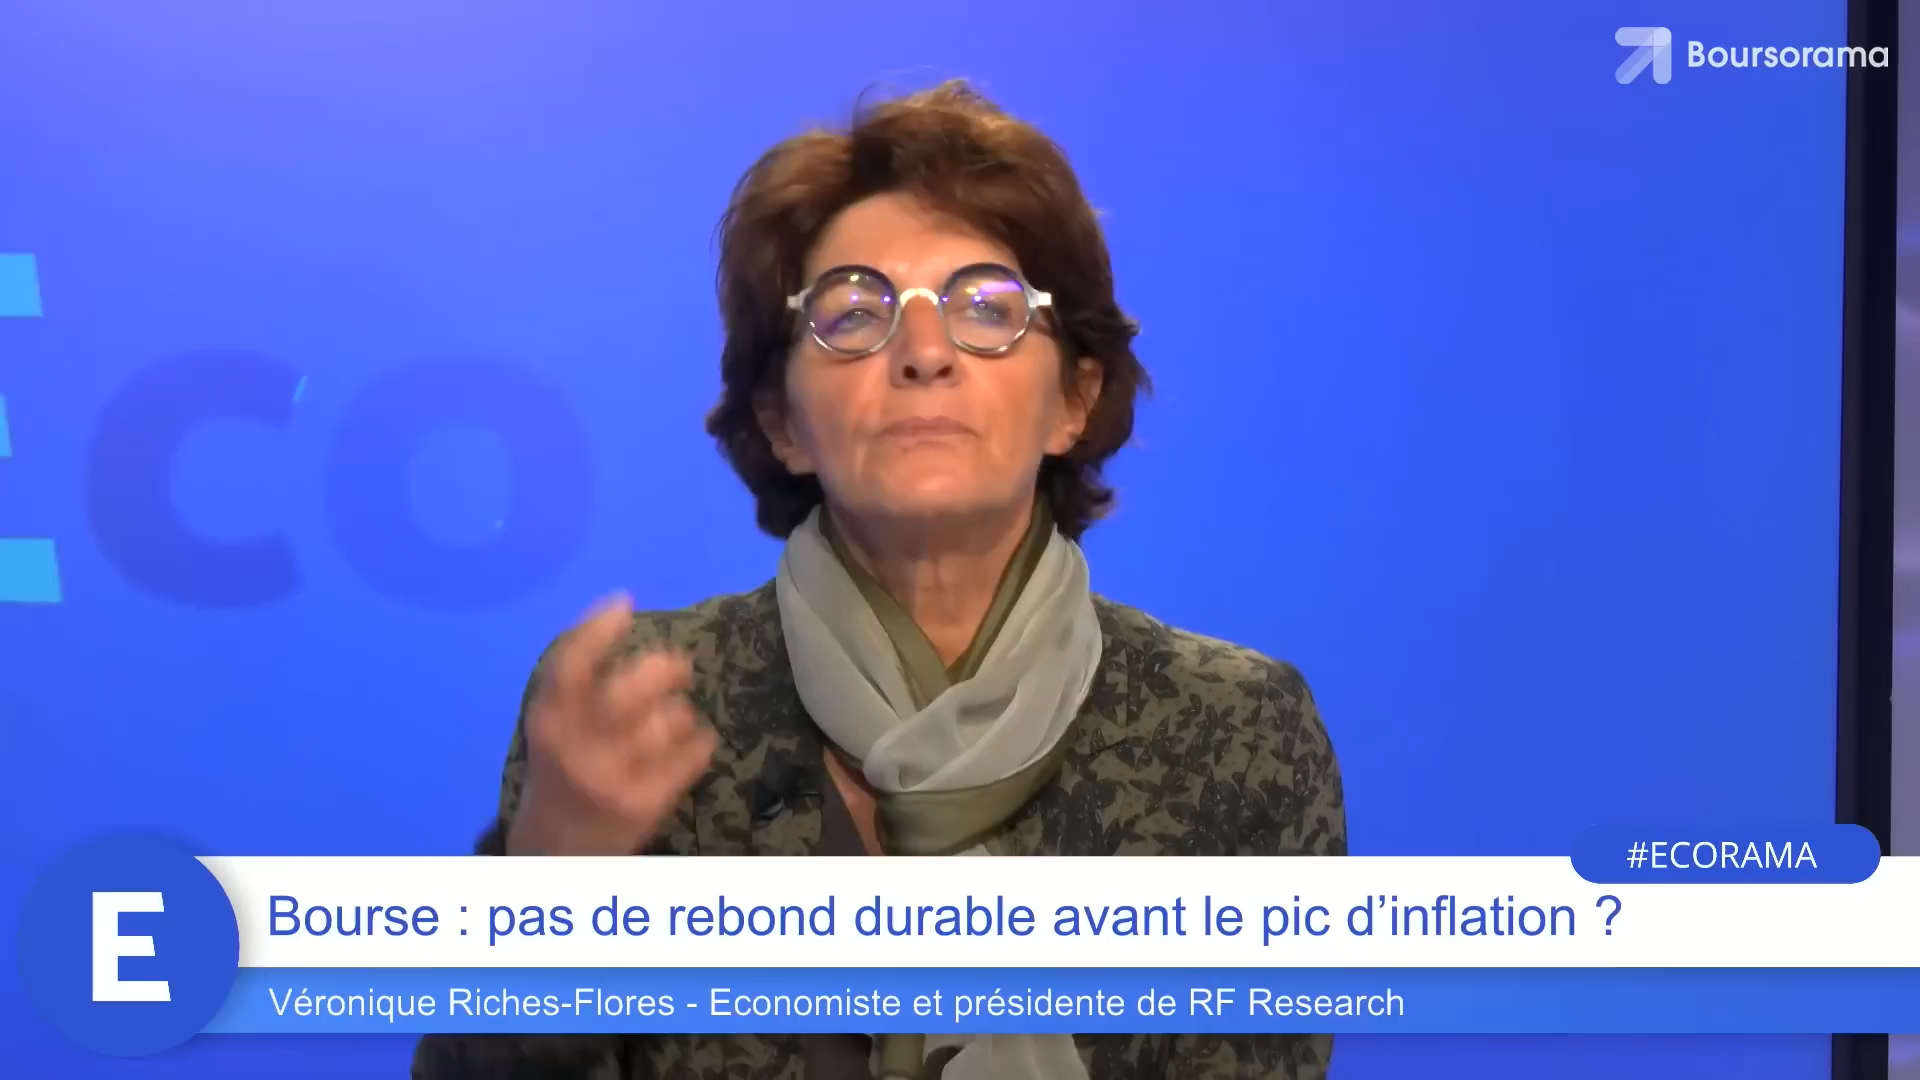 Boursorama
Eco
#ECORAMA
E
Bourse : pas de rebond durable avant le pic d’inflation ?
Véronique Riches-Flores - Economiste et présidente de RF Research